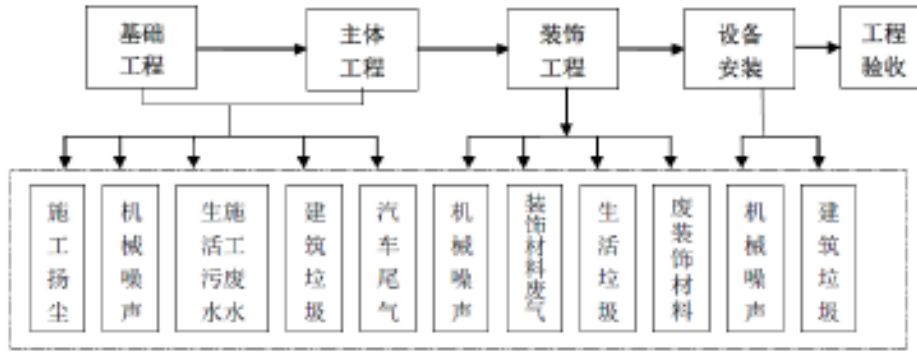 基础
工程
主体
工程
装饰
工程
设备
安装
工程
验收
施工扬尘
机械噪声
施工废水
生活污水
建筑垃圾
汽车尾气
机械噪声
装饰材料废气
生活垃圾
废装饰材料
机械噪声
建筑垃圾